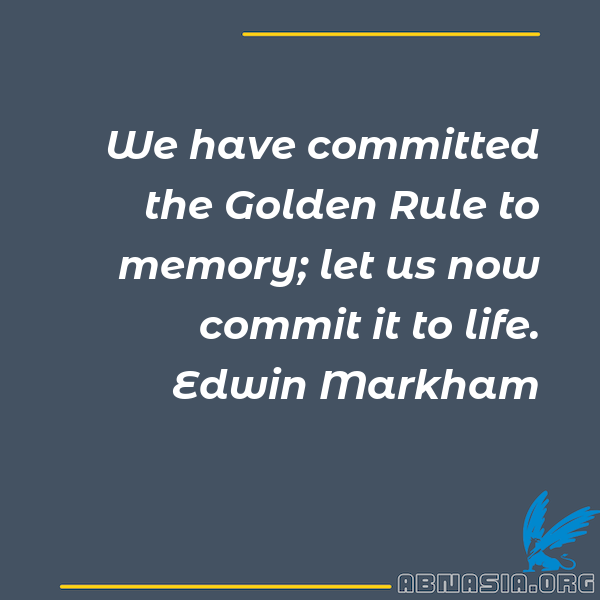 We have committed
the Golden Rule to
memory; let us now
commit it to life.
Edwin Markham
ABNASIA.ORG